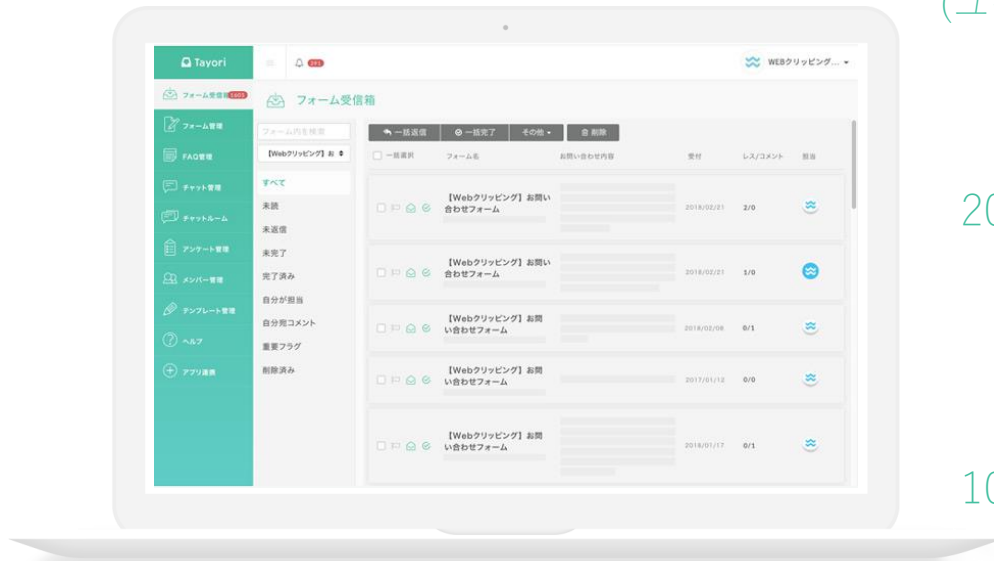 Tayori
WEBクリッピング...
フォーム受信箱
フォーム管理
FAQ管理
チャット管理
チャットルーム
アンケート管理
メンバー管理
テンプレート管理
ヘルプ
アプリ連携
フォーム受信箱
フォーム内を検索
【Webクリッピング】お
すべて
未読
未返信
未完了
完了済み
自分が担当
自分宛コメント
重要フラグ
削除済み
一括返信 一括完了 その他 削除
一括選択 フォーム名 お問い合わせ内容 受付 レス/コメント 担当
【Webクリッピング】お問い
合わせフォーム
2018/02/21 2/0
【Webクリッピング】お問い
合わせフォーム
2018/02/21 1/0
【Webクリッピング】お問
い合わせフォーム
2018/02/08 0/1
【Webクリッピング】お問
い合わせフォーム
2017/01/12 0/0
【Webクリッピング】お問
い合わせフォーム
2018/01/17 0/1
(ユ
20
10